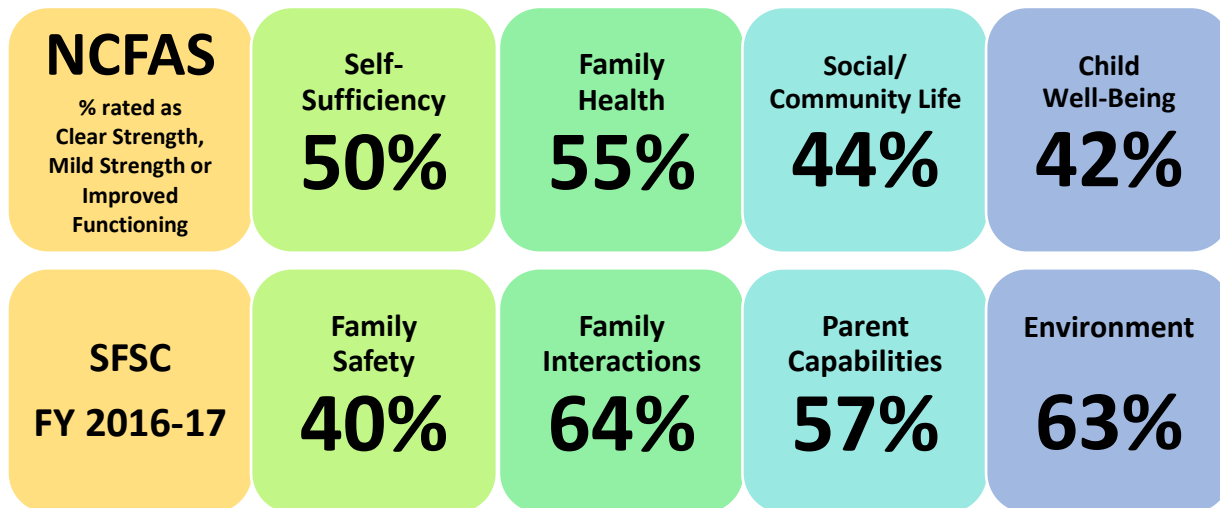 NCFAS
% rated as
Clear Strength,
Mild Strength or
Improved
Functioning
Self-
Sufficiency
50%
Family
Health
55%
Social/
Community Life
44%
Child
Well-Being
42%
SFSC
FY 2016-17
Family
Safety
40%
Family
Interactions
64%
Parent
Capabilities
57%
Environment
63%